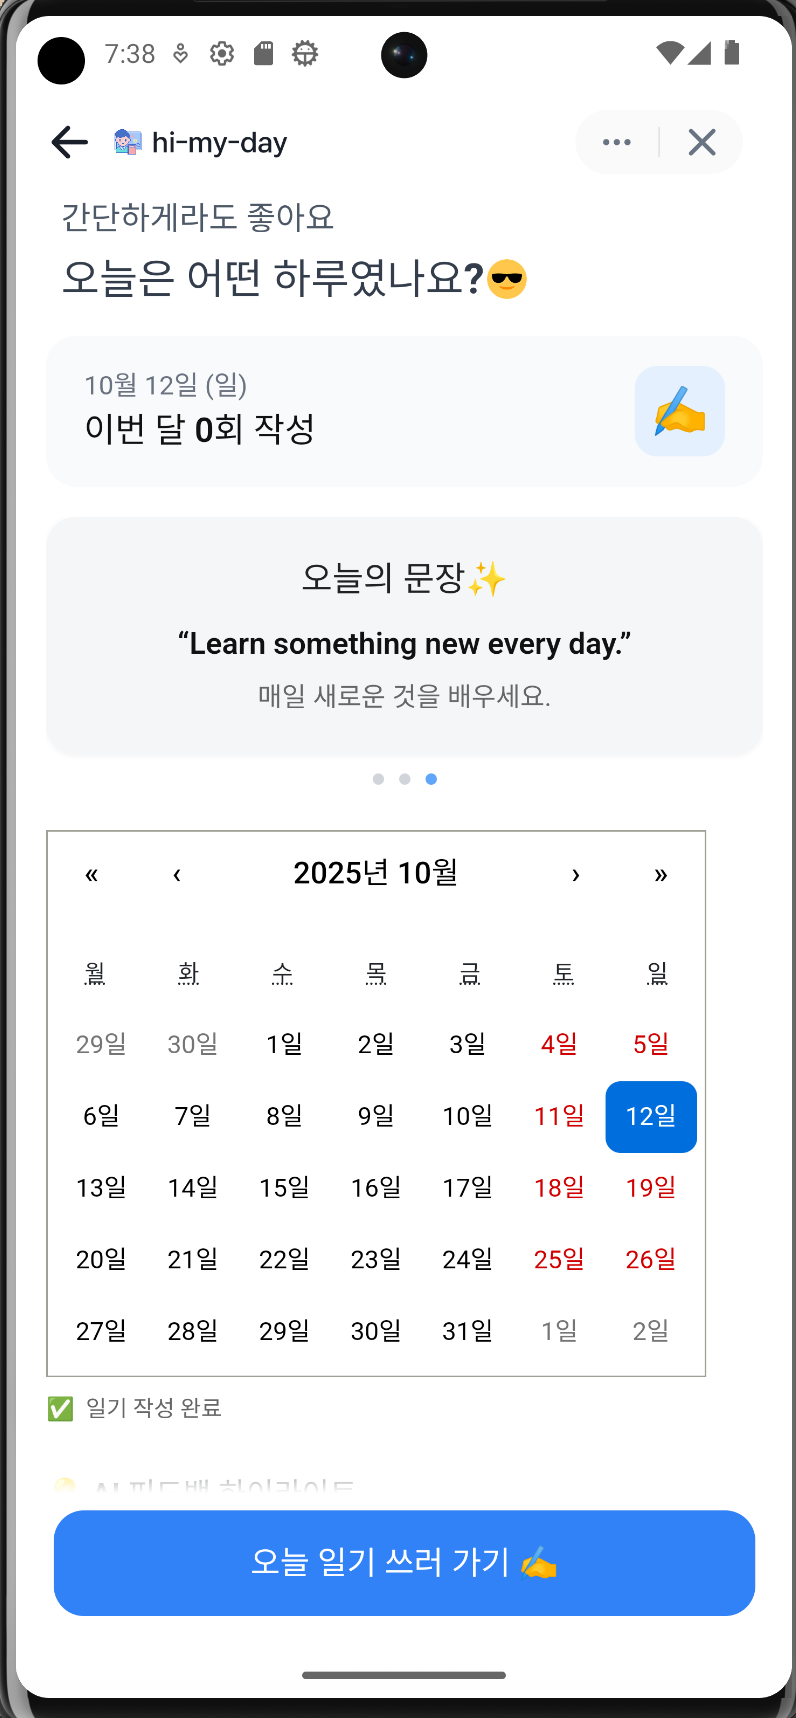 7:38
hi-my-day
간단하게라도 좋아요
오늘은 어떤 하루였나요?😎
10월 12일 (일)
이번 달 0회 작성
오늘의 문장✨
“Learn something new every day.”
매일 새로운 것을 배우세요.
« ‹ 2025년 10월 › »
월 화 수 목 금 토 일
29일 30일 1일 2일 3일 4일 5일
6일 7일 8일 9일 10일 11일 12일
13일 14일 15일 16일 17일 18일 19일
20일 21일 22일 23일 24일 25일 26일
27일 28일 29일 30일 31일 1일 2일
✅ 일기 작성 완료
AI 피드백 하이라이트
오늘 일기 쓰러 가기 ✍️